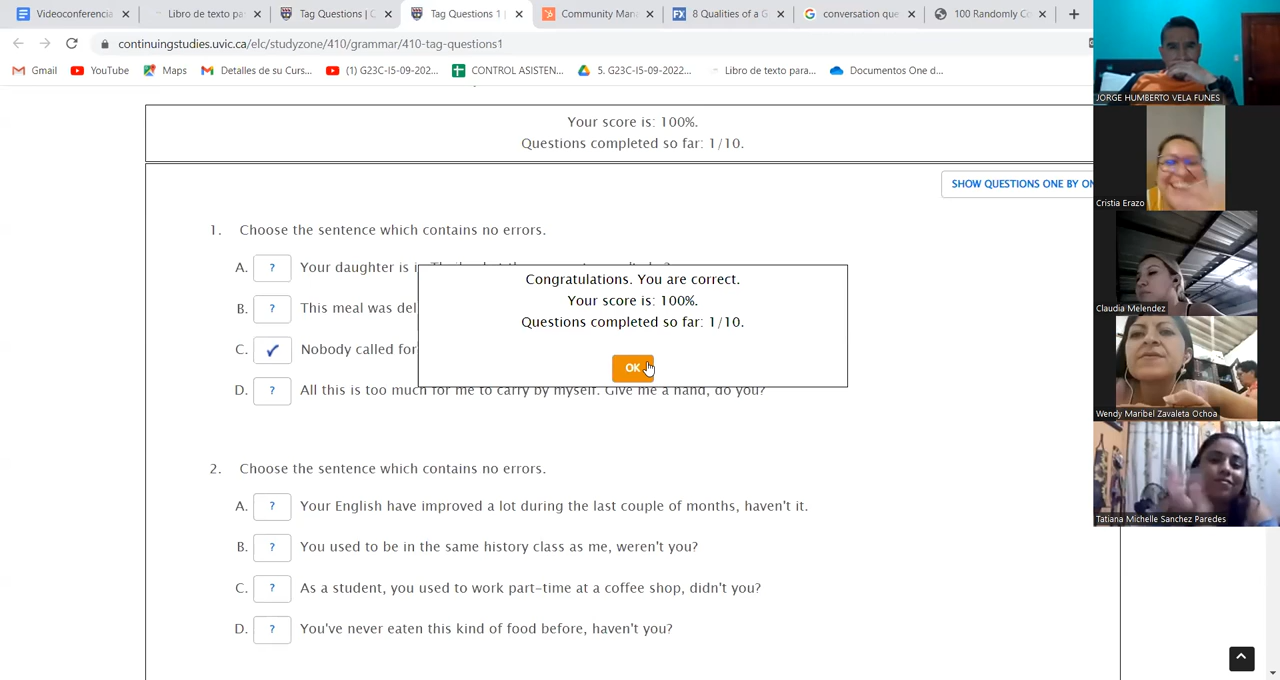 Videoconferencia
Libro de texto pa
Tag Questions | C
Tag Questions 1 |
Community Man
8 Qualities of a G
conversation que
100 Randomly Co
continuingstudies.uvic.ca/elc/studyzone/410/grammar/410-tag-questions1
Gmail
YouTube
Maps
Detalles de su Curs...
(1) G23C-I5-09-202...
CONTROL ASISTEN...
5. G23C-I5-09-2022...
Libro de texto para...
Documentos One d...
Your score is: 100%.
Questions completed so far: 1/10.
SHOW QUESTIONS ONE BY ON
1. Choose the sentence which contains no errors.
A. ? Your daughter is i
B. ? This meal was del
C. Nobody called for
D. ? All this is too much for me to carry by myself. Give me a hand, do you?
Congratulations. You are correct.
Your score is: 100%.
Questions completed so far: 1/10.
OK
2. Choose the sentence which contains no errors.
A. ? Your English have improved a lot during the last couple of months, haven't it.
B. ? You used to be in the same history class as me, weren't you?
C. ? As a student, you used to work part-time at a coffee shop, didn't you?
D. ? You've never eaten this kind of food before, haven't you?
JORGE HUMBERTO VELA FUNES
Cristia Erazo
Claudia Melendez
Wendy Maribel Zavaleta Ochoa
Tatiana Michelle Sanchez Paredes